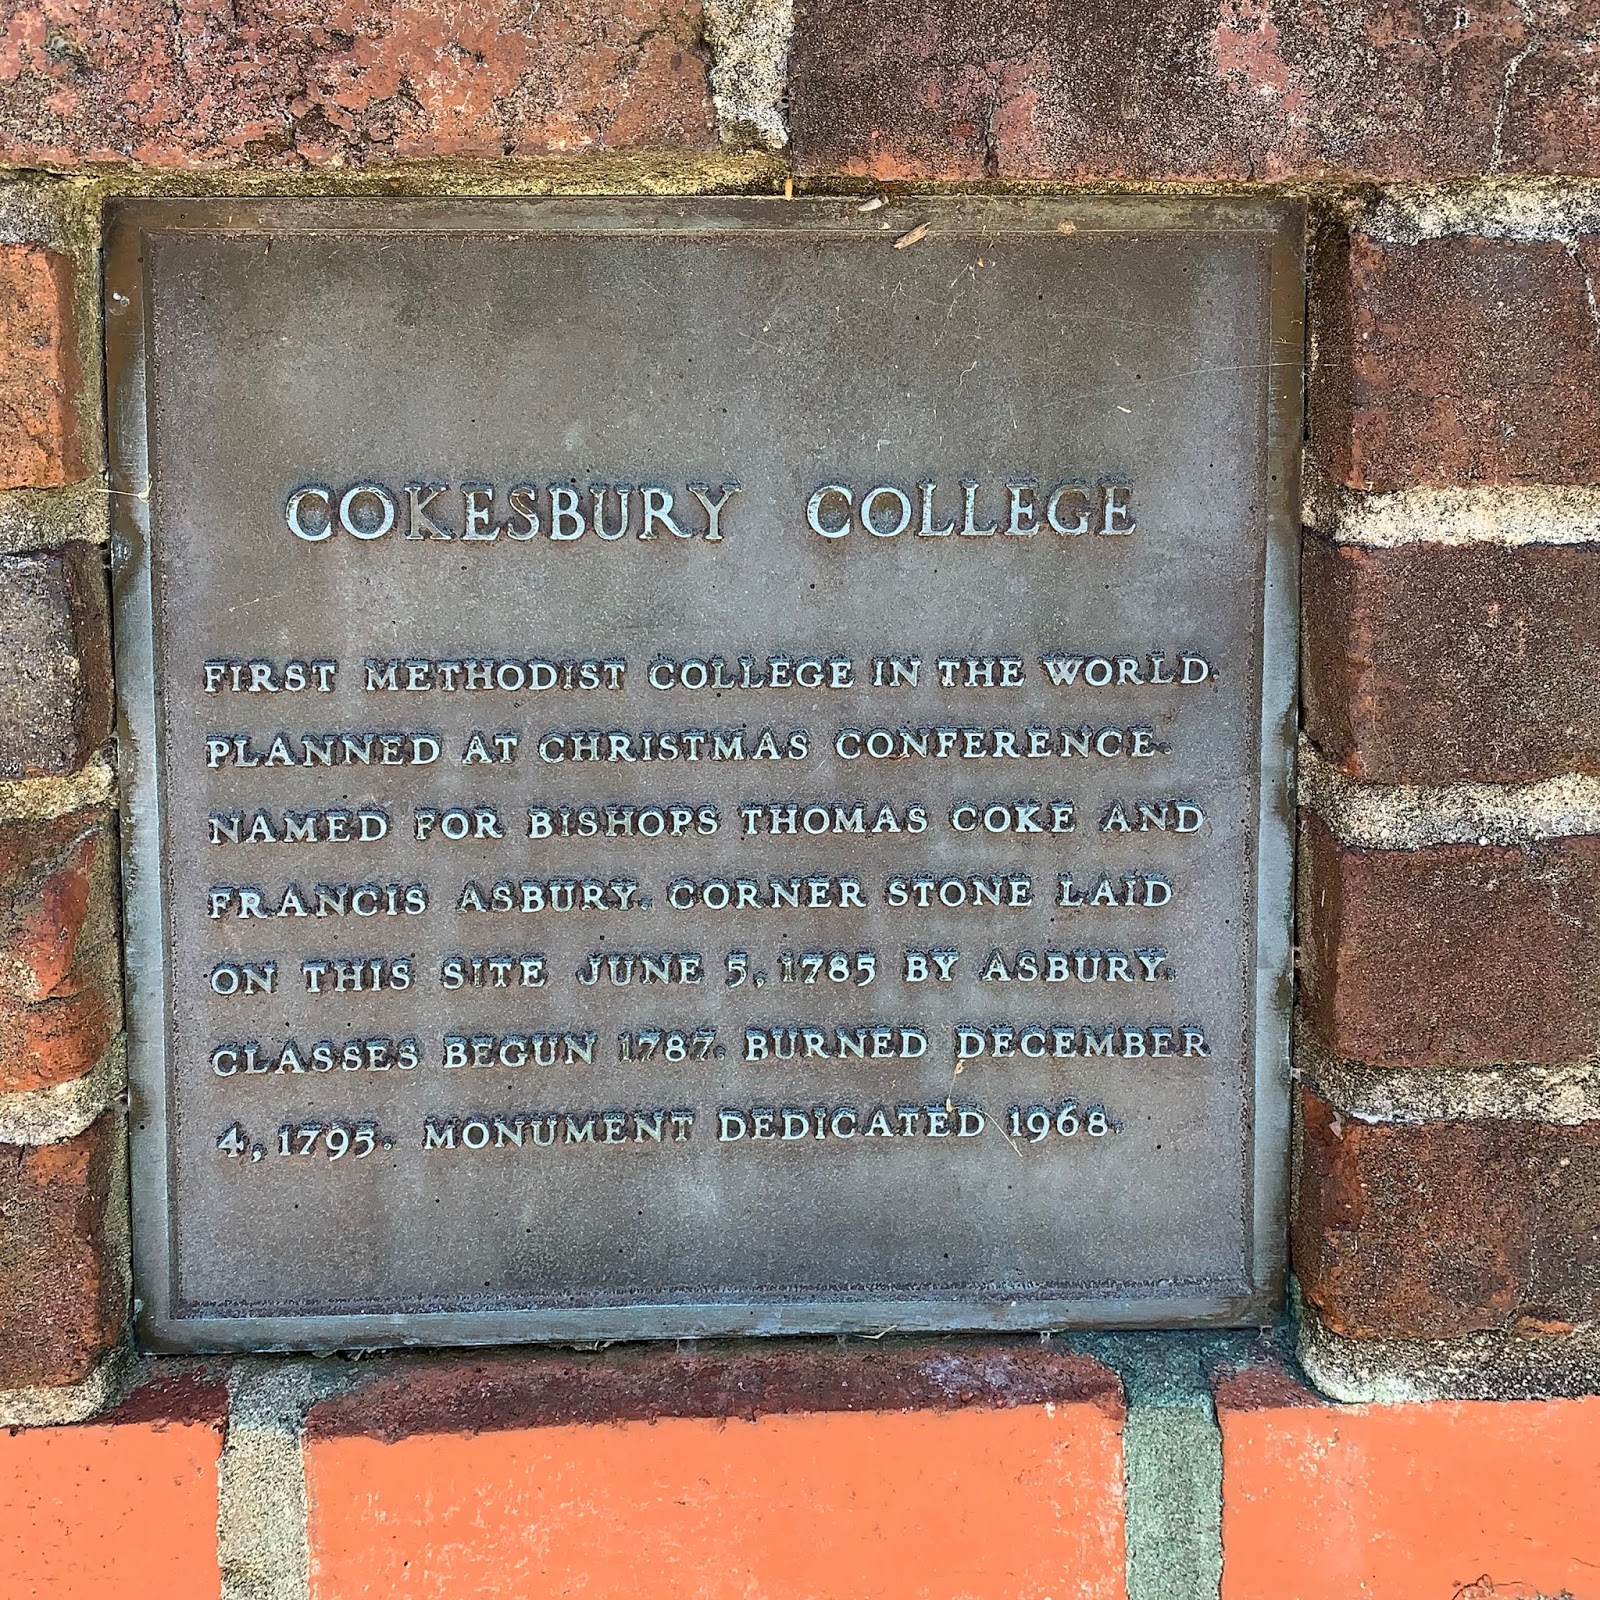 COKESBURY COLLEGE
FIRST METHODIST COLLEGE IN THE WORLD.
PLANNED AT CHRISTMAS CONFERENCE.
NAMED FOR BISHOPS THOMAS COKE AND
FRANCIS ASBURY. CORNER STONE LAID
ON THIS SITE JUNE 5, 1785 BY ASBURY.
CLASSES BEGUN 1787. BURNED DECEMBER
4, 1795. MONUMENT DEDICATED 1968.